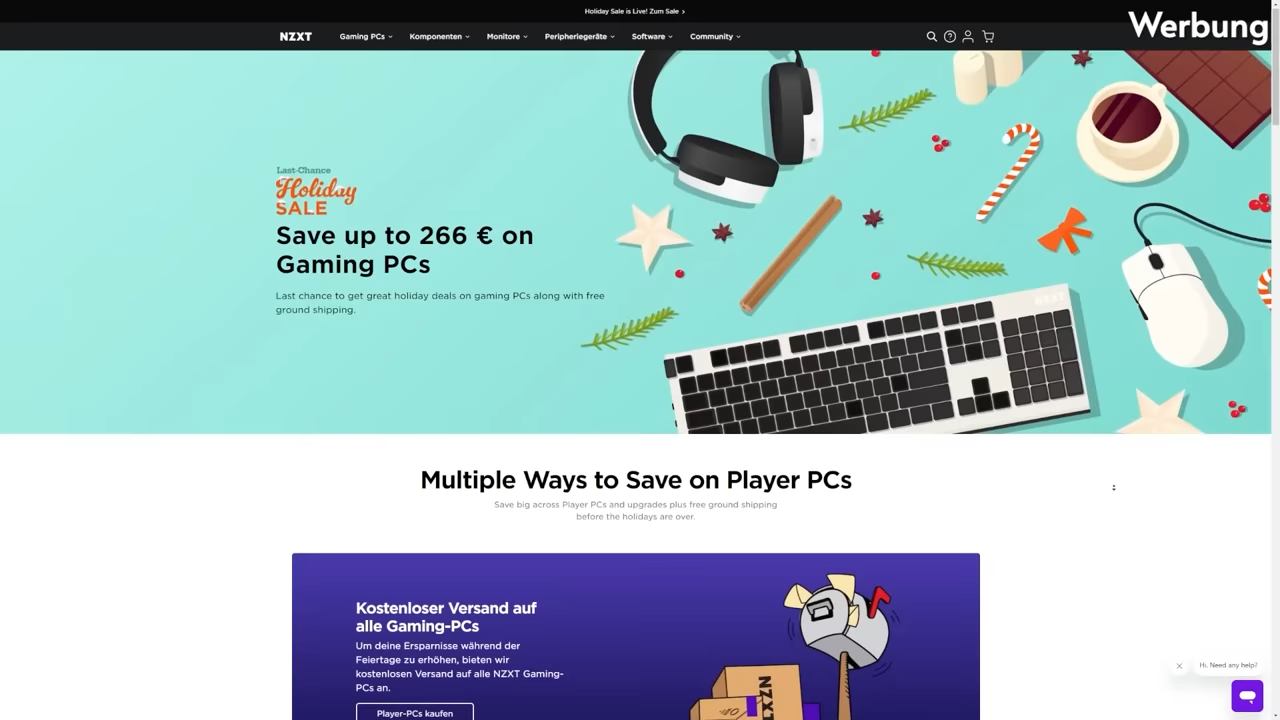 Holiday Sale is Live! Zum Sale
Werbung
NZXT
Gaming PCs
Komponenten
Monitore
Peripheriegeräte
Software
Community
Last-Chance
Holiday
SALE
Save up to 266 € on
Gaming PCs
Last chance to get great holiday deals on gaming PCs along with free
ground shipping.
NZXT
Multiple Ways to Save on Player PCs
Save big across Player PCs and upgrades plus free ground shipping
before the holidays are over.
Kostenloser Versand auf
alle Gaming-PCs
Um deine Ersparnisse während der
Feiertage zu erhöhen, bieten wir
kostenlosen Versand auf alle NZXT Gaming-
PCs an.
Player-PCs kaufen
NZXT
Hi. Need any help?